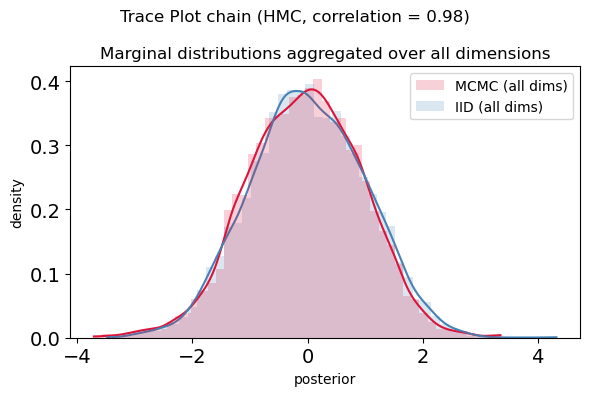 Trace Plot chain (HMC, correlation = 0.98)
Marginal distributions aggregated over all dimensions
MCMC (all dims)
IID (all dims)
density
0.4
0.3
0.2
0.1
0.0
−4 −2 0 2 4
posterior